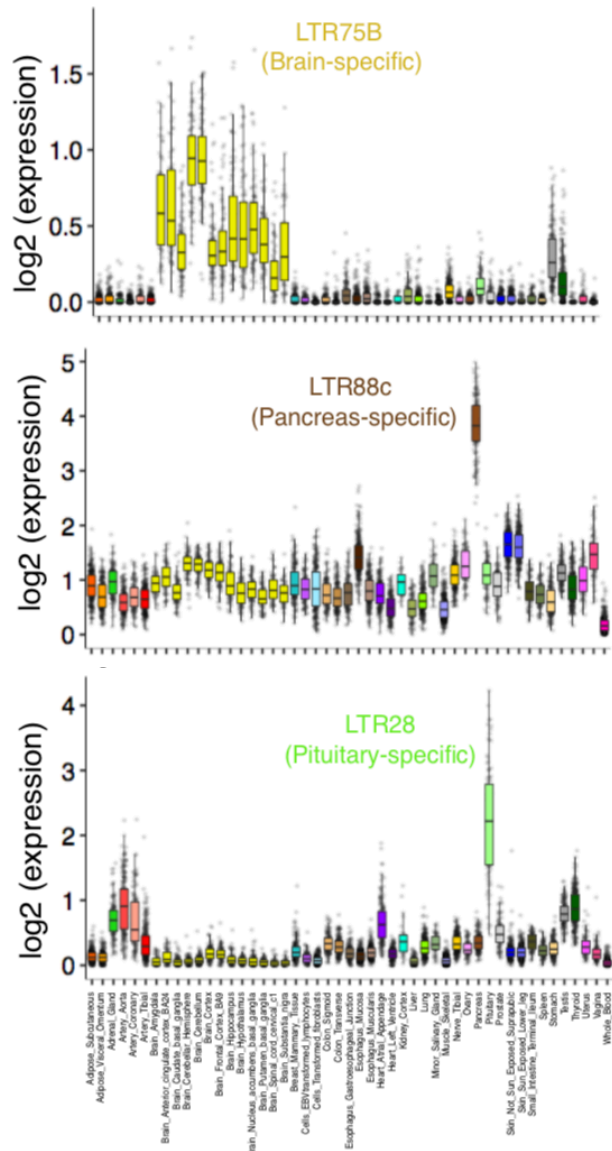 LTR75B
(Brain-specific)
log2 (expression)
1.5
1.0
0.5
0.0
LTR88c
(Pancreas-specific)
log2 (expression)
5
4
3
2
1
0
LTR28
(Pituitary-specific)
log2 (expression)
4
3
2
1
0
Adipose_Subcutaneous
Adipose_Visceral_Omentum
Adrenal_Gland
Artery_Aorta
Artery_Coronary
Artery_Tibial
Brain_Amygdala
Brain_Anterior_cingulate_cortex_BA24
Brain_Caudate_basal_ganglia
Brain_Cerebellar_Hemisphere
Brain_Cerebellum
Brain_Cortex
Brain_Frontal_Cortex_BA9
Brain_Hippocampus
Brain_Hypothalamus
rain_Nucleus_accumbens_basal_ganglia
Brain_Putamen_basal_ganglia
Brain_Spinal_cord_cervical_c1
Brain_Substantia_nigra
Breast_Mammary_Tissue
Cells_EBVtransformed_lymphocytes
Cells_Transformed_fibroblasts
Colon_Sigmoid
Colon_Transverse
Esophagus_Gastroesophageal_Junction
Esophagus_Mucosa
Esophagus_Muscularis
Heart_Atrial_Appendage
Heart_Left_Ventricle
Kidney_Cortex
Liver
Lung
Minor_Salivary_Gland
Muscle_Skeletal
Nerve_Tibial
Ovary
Pancreas
Pituitary
Prostate
Skin_Not_Sun_Exposed_Suprapubic
Skin_Sun_Exposed_Lower_leg
Small_Intestine_Terminal_Ileum
Spleen
Stomach
Testis
Thyroid
Uterus
Vagina
Whole_Blood